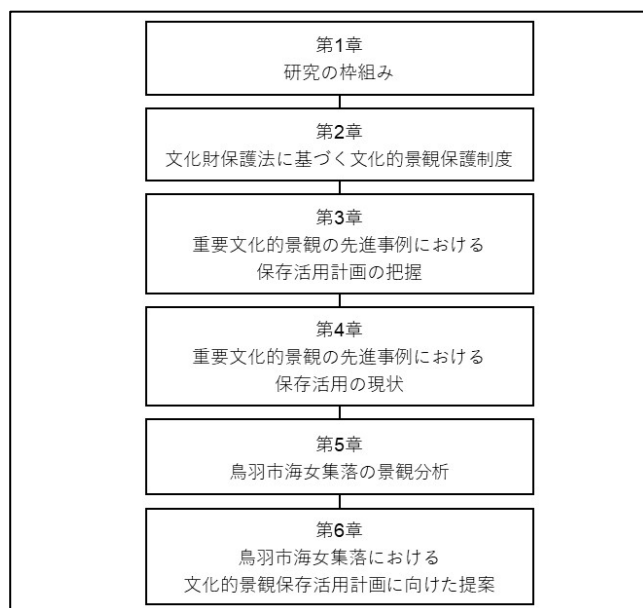 第1章
研究の枠組み
第2章
文化財保護法に基づく文化的景観保護制度
第3章
重要文化的景観の先進事例における
保存活用計画の把握
第4章
重要文化的景観の先進事例における
保存活用の現状
第5章
鳥羽市海女集落の景観分析
第6章
鳥羽市海女集落における
文化的景観保存活用計画に向けた提案